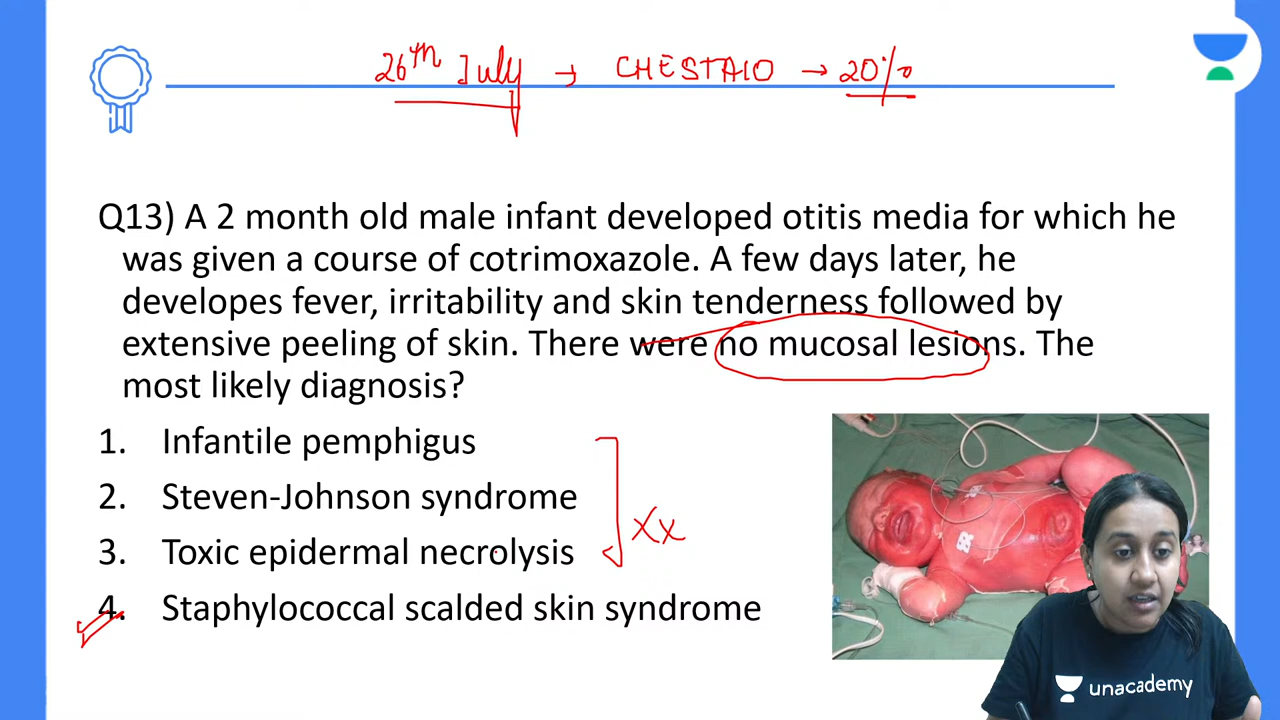 26th July → CHESTA10 → 20%
Q13) A 2 month old male infant developed otitis media for which he
was given a course of cotrimoxazole. A few days later, he
developes fever, irritability and skin tenderness followed by
extensive peeling of skin. There were no mucosal lesions. The
most likely diagnosis?
1. Infantile pemphigus
2. Steven-Johnson syndrome
3. Toxic epidermal necrolysis
Xx
4. Staphylococcal scalded skin syndrome
unacademy